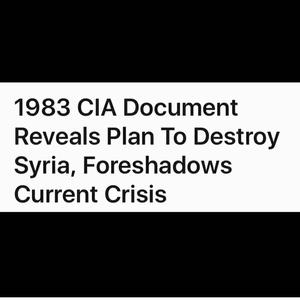 1983 CIA Document
Reveals Plan To Destroy
Syria, Foreshadows
Current Crisis